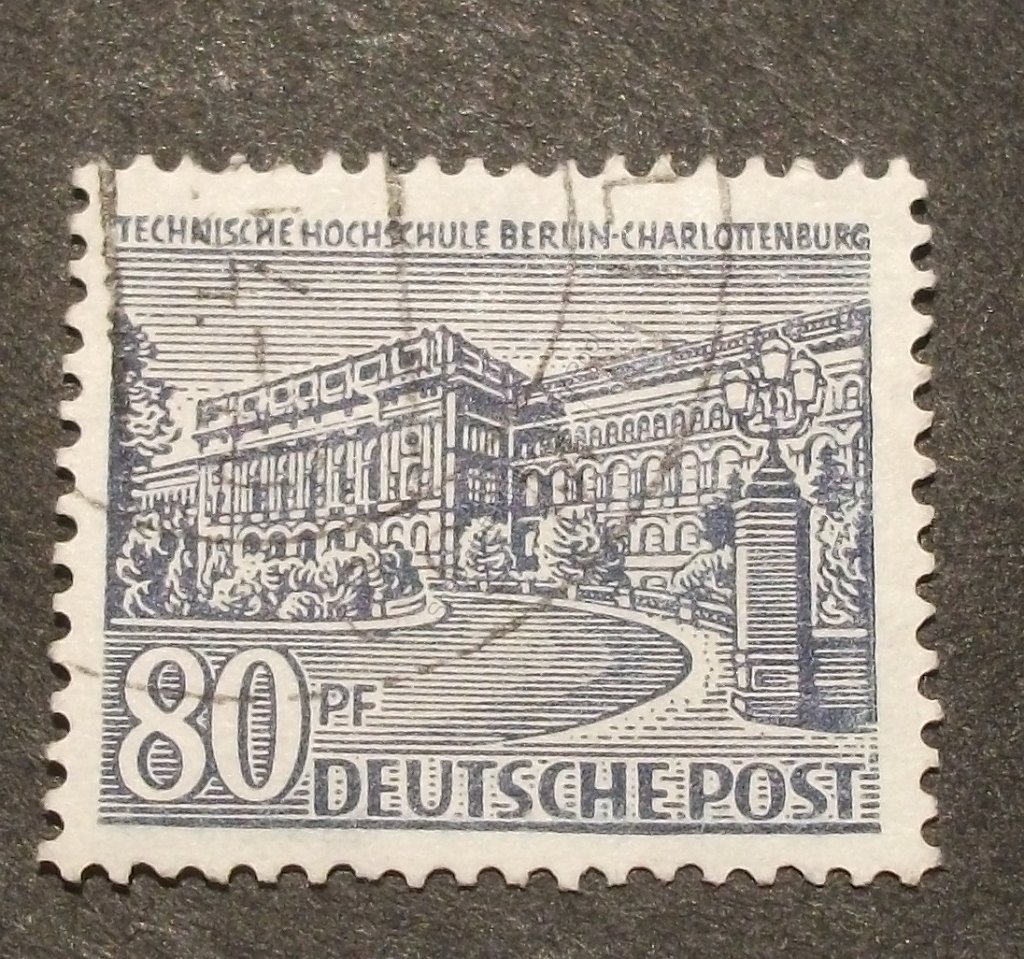 TECHNISCHE HOCHSCHULE BERLIN-CHARLOTTENBURG
80 PF
DEUTSCHE POST